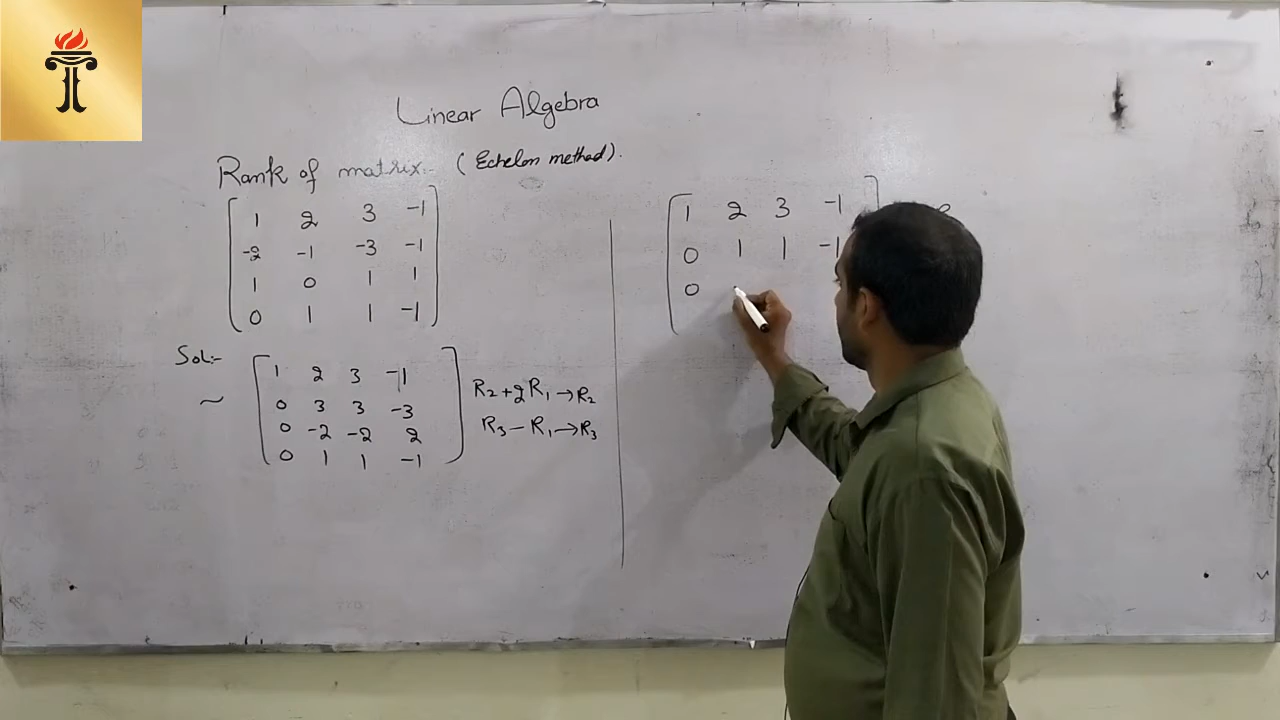 Linear Algebra
Rank of matrix:- (Echelon method).
1 2 3 -1
-2 -1 -3 -1
1 0 1 1
0 1 1 -1
Sol:-
~
1 2 3 -1
0 3 3 -3 R₂+2R₁→R₂
0 -2 -2 2 R₃-R₁→R₃
0 1 1 -1
1 2 3 -1
0 1 1 -1
0